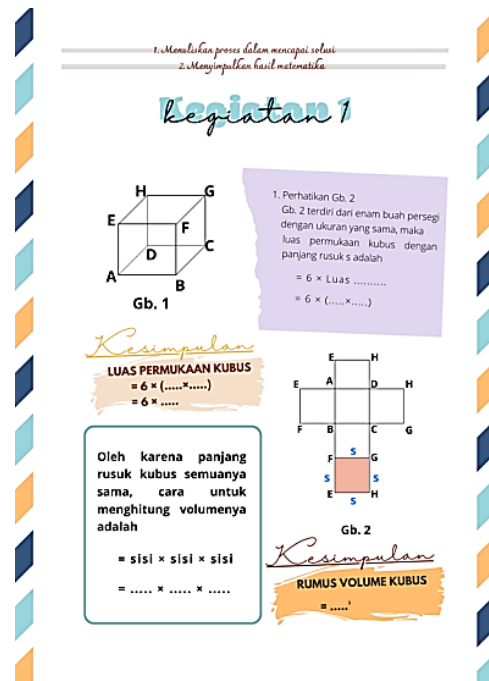 1. Menuliskan proses dalam mencapai solusi
2. Menyimpulkan hasil matematika
Kegiatan 1
kegiatan 1
H G
E F
D C
A B
Gb. 1
1. Perhatikan Gb. 2
Gb. 2 terdiri dari enam buah persegi
dengan ukuran yang sama, maka
luas permukaan kubus dengan
panjang rusuk s adalah
= 6 × Luas ..........
= 6 × (.....×.....)
Kesimpulan
LUAS PERMUKAAN KUBUS
= 6 × (.....×.....)
= 6 × .....
E H
E A D H
F B C G
F S G
S S
E S H
Gb. 2
Oleh karena panjang
rusuk kubus semuanya
sama, cara untuk
menghitung volumenya
adalah
= sisi × sisi × sisi
= ..... × ..... × .....
Kesimpulan
RUMUS VOLUME KUBUS
= .....³